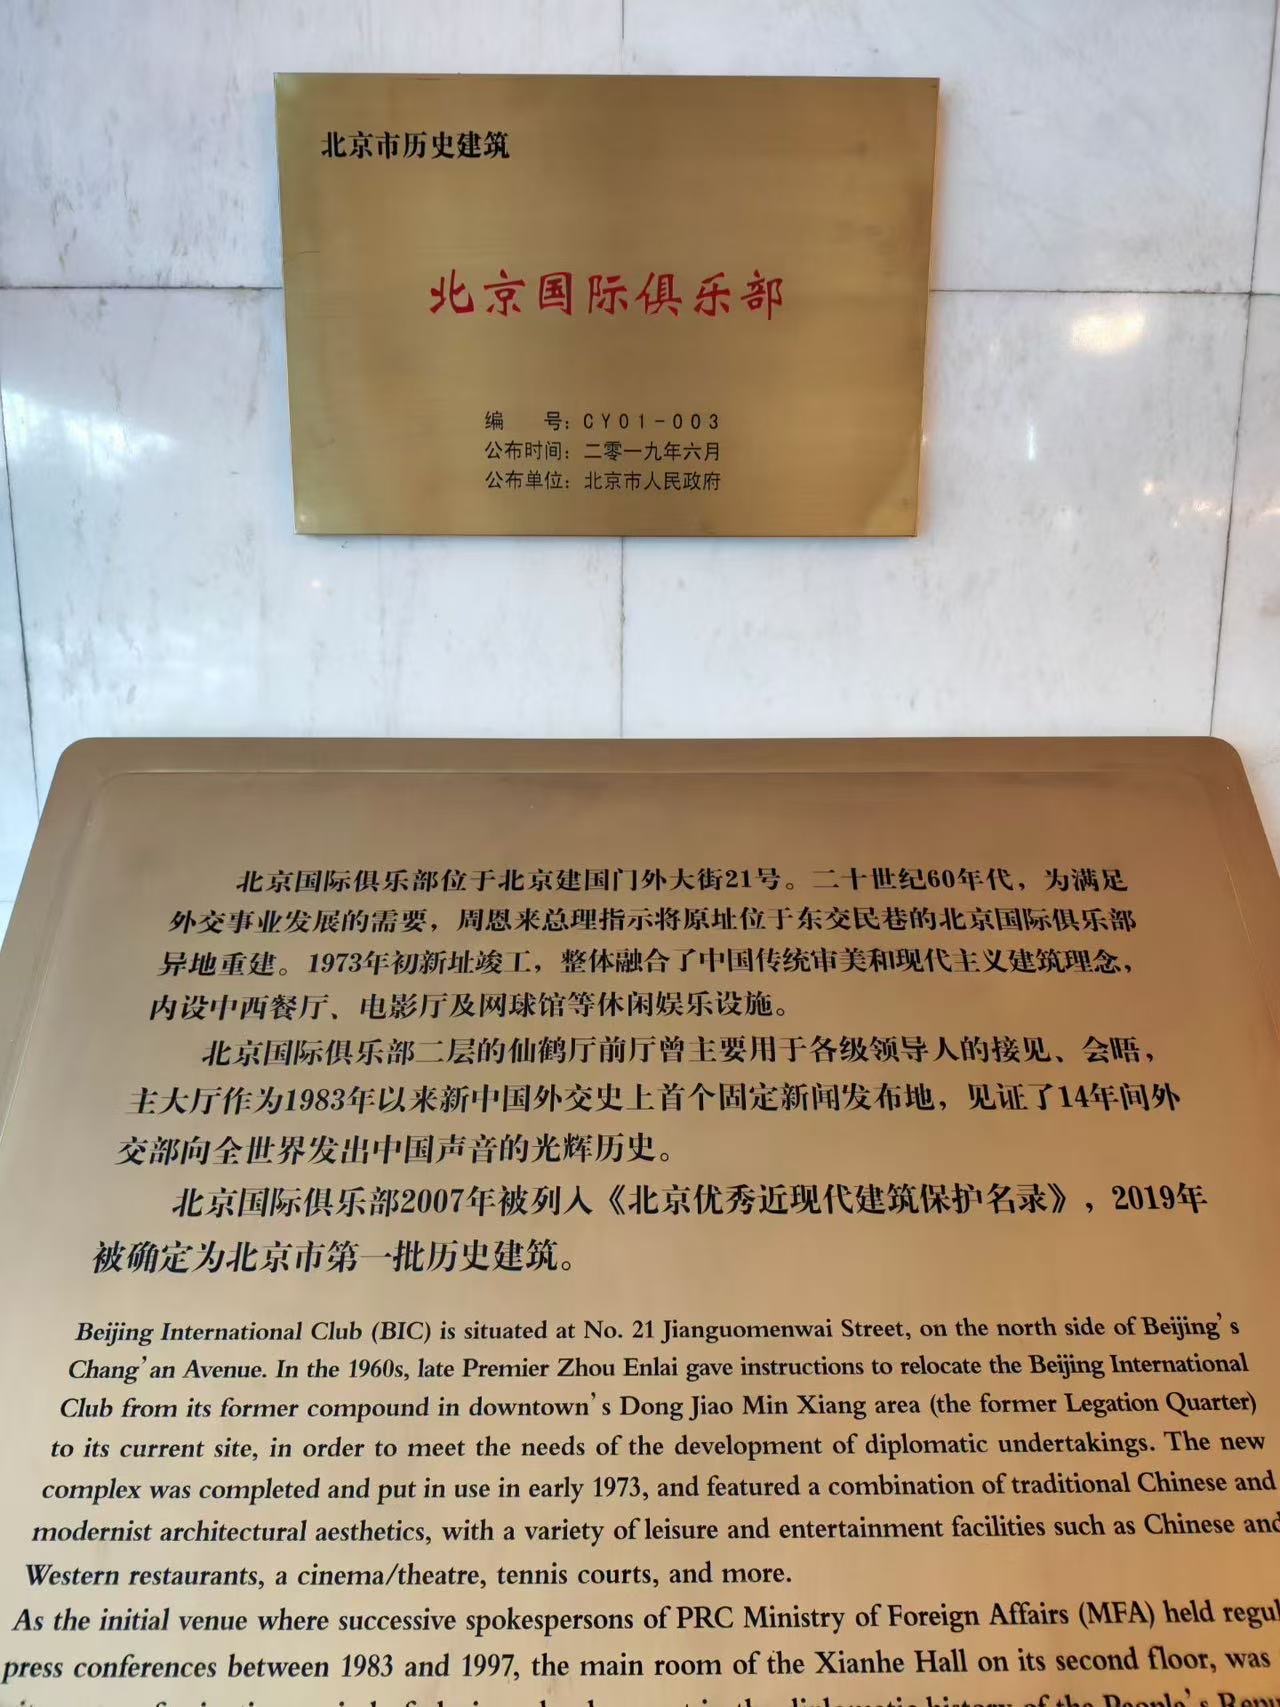 北京市历史建筑
北京国际俱乐部
编 号：CY01-003
公布时间：二零一九年六月
公布单位：北京市人民政府
北京国际俱乐部位于北京建国门外大街21号。二十世纪60年代，为满足
外交事业发展的需要，周恩来总理指示将原址位于东交民巷的北京国际俱乐部
异地重建。1973年初新址竣工，整体融合了中国传统审美和现代主义建筑理念，
内设中西餐厅、电影厅及网球馆等休闲娱乐设施。
北京国际俱乐部二层的仙鹤厅前厅曾主要用于各级领导人的接见、会晤，
主大厅作为1983年以来新中国外交史上首个固定新闻发布地，见证了14年间外
交部向全世界发出中国声音的光辉历史。
北京国际俱乐部2007年被列入《北京优秀近现代建筑保护名录》，2019年
被确定为北京市第一批历史建筑。
Beijing International Club (BIC) is situated at No. 21 Jianguomenwai Street, on the north side of Beijing's
Chang'an Avenue. In the 1960s, late Premier Zhou Enlai gave instructions to relocate the Beijing International
Club from its former compound in downtown's Dong Jiao Min Xiang area (the former Legation Quarter)
to its current site, in order to meet the needs of the development of diplomatic undertakings. The new
complex was completed and put in use in early 1973, and featured a combination of traditional Chinese and
modernist architectural aesthetics, with a variety of leisure and entertainment facilities such as Chinese and
Western restaurants, a cinema/theatre, tennis courts, and more.
As the initial venue where successive spokespersons of PRC Ministry of Foreign Affairs (MFA) held regul
press conferences between 1983 and 1997, the main room of the Xianhe Hall on its second floor, was
in the diplomatic history of the People's Repu